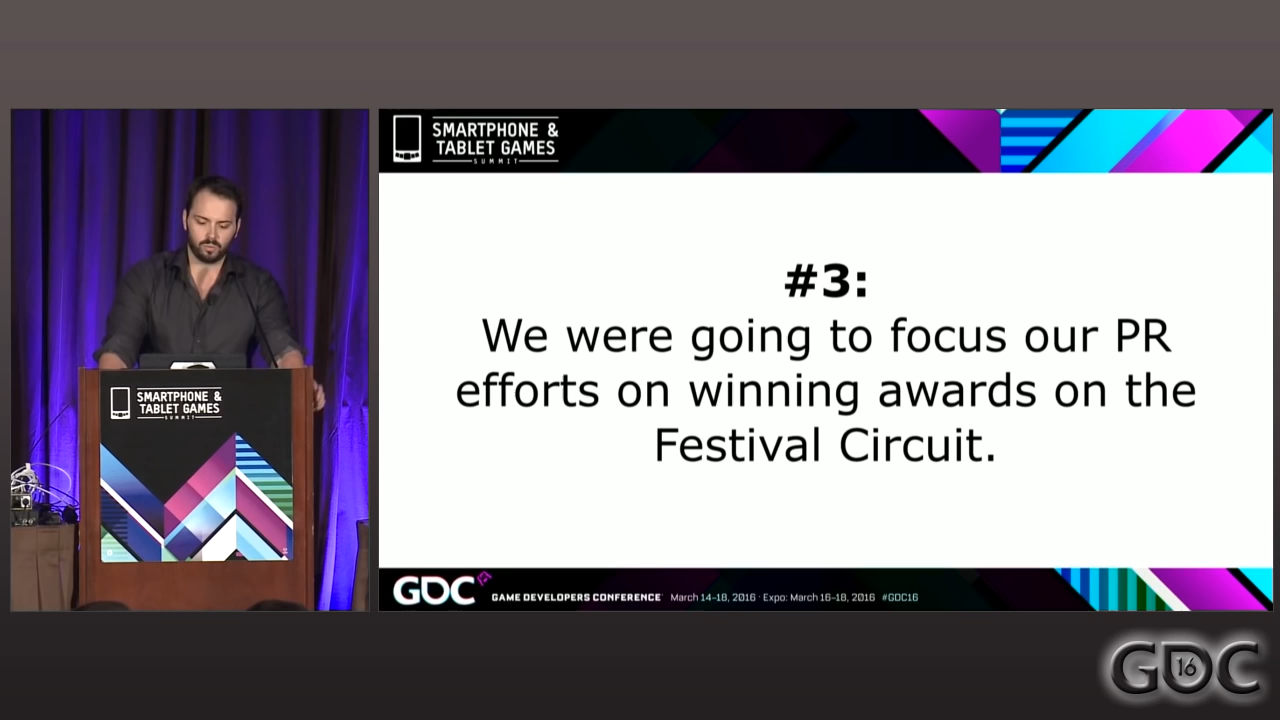 SMARTPHONE &
TABLET GAMES
SUMMIT
#3:
We were going to focus our PR
efforts on winning awards on the
Festival Circuit.
SMARTPHONE &
TABLET GAMES
SUMMIT
GDC GAME DEVELOPERS CONFERENCE March 14-18, 2016 · Expo: March 16-18, 2016 #GDC16
GDC 16